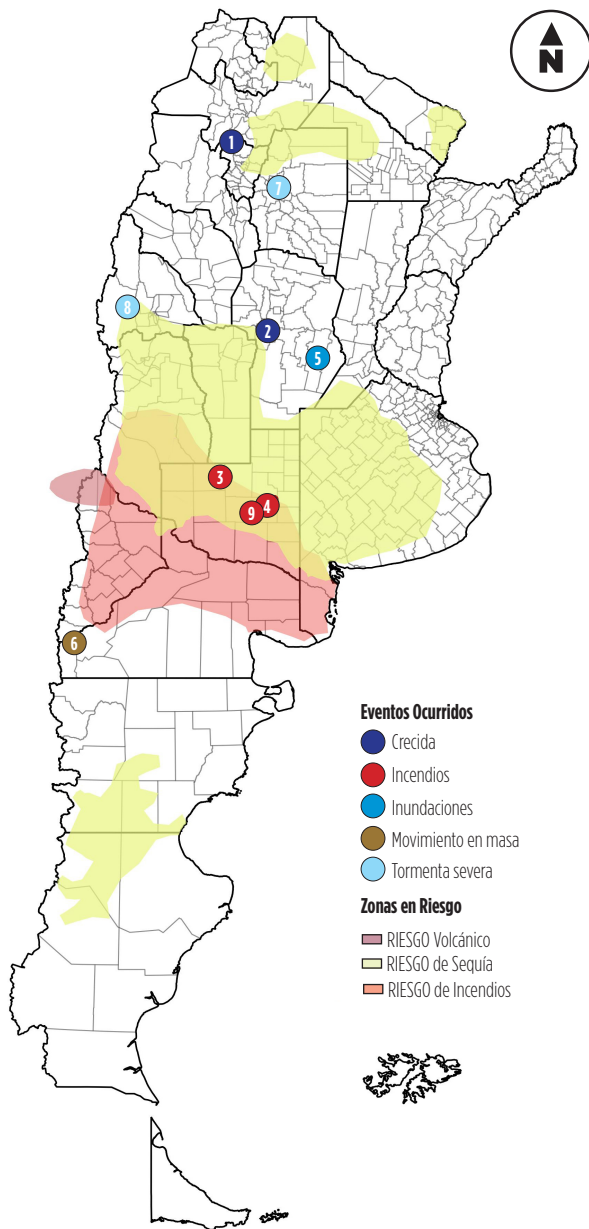 N
1
7
8
2
5
3
4
9
6
Eventos Ocurridos
Crecida
Incendios
Inundaciones
Movimiento en masa
Tormenta severa
Zonas en Riesgo
RIESGO Volcánico
RIESGO de Sequía
RIESGO de Incendios